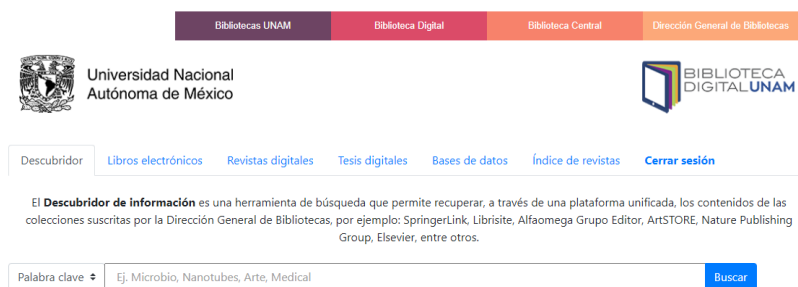 Bibliotecas UNAM
Biblioteca Digital
Biblioteca Central
Dirección General de Bibliotecas
Universidad Nacional
Autónoma de México
BIBLIOTECA
DIGITALUNAM
Descubridor
Libros electrónicos
Revistas digitales
Tesis digitales
Bases de datos
Índice de revistas
Cerrar sesión
El Descubridor de información es una herramienta de búsqueda que permite recuperar, a través de una plataforma unificada, los contenidos de las
colecciones suscritas por la Dirección General de Bibliotecas, por ejemplo: SpringerLink, Librisite, Alfaomega Grupo Editor, ArtSTORE, Nature Publishing
Group, Elsevier, entre otros.
Palabra clave
Ej. Microbio, Nanotubes, Arte, Medical
Buscar